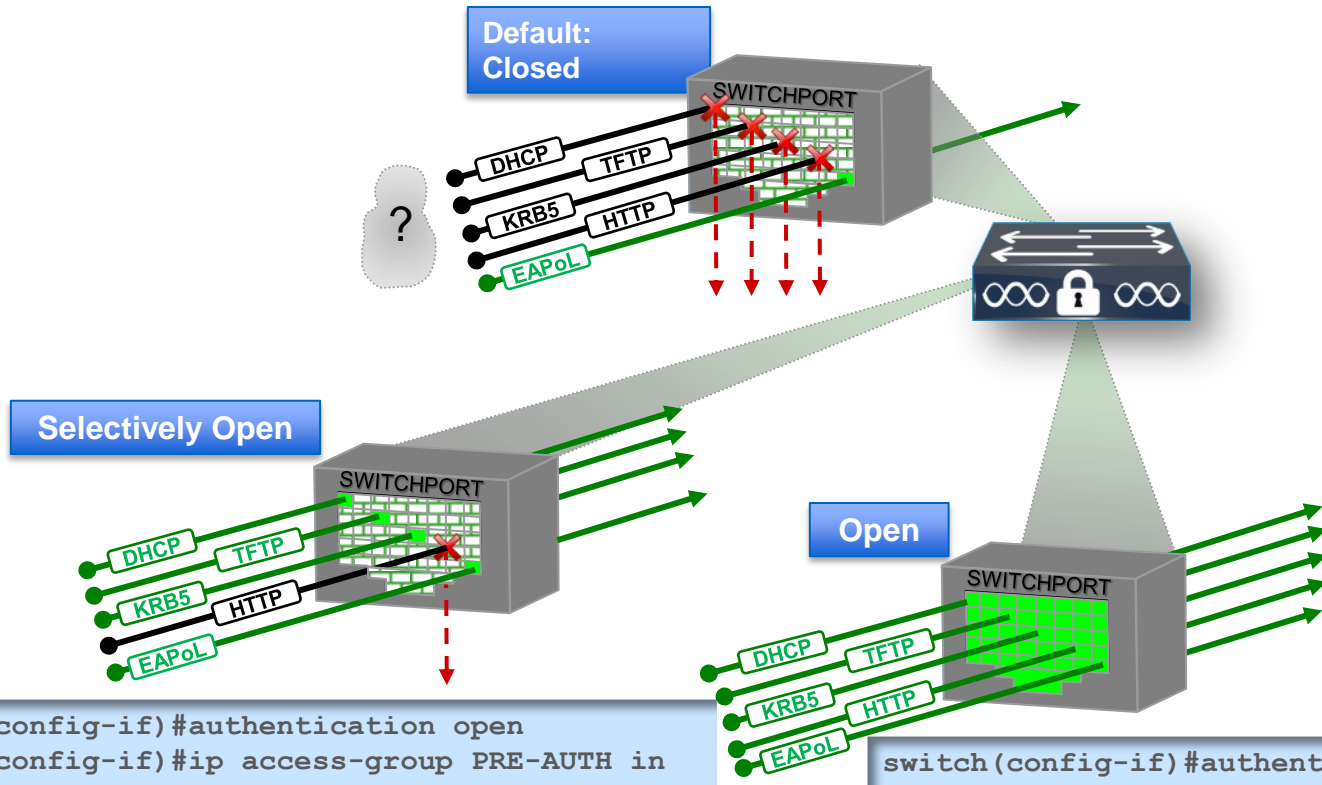 Default:
Closed
SWITCHPORT
DHCP
TFTP
KRB5
HTTP
EAPoL
?
Selectively Open
SWITCHPORT
DHCP
TFTP
KRB5
HTTP
EAPoL
config-if)#authentication open
config-if)#ip access-group PRE-AUTH in
Open
SWITCHPORT
DHCP
TFTP
KRB5
HTTP
EAPoL
switch(config-if)#authent